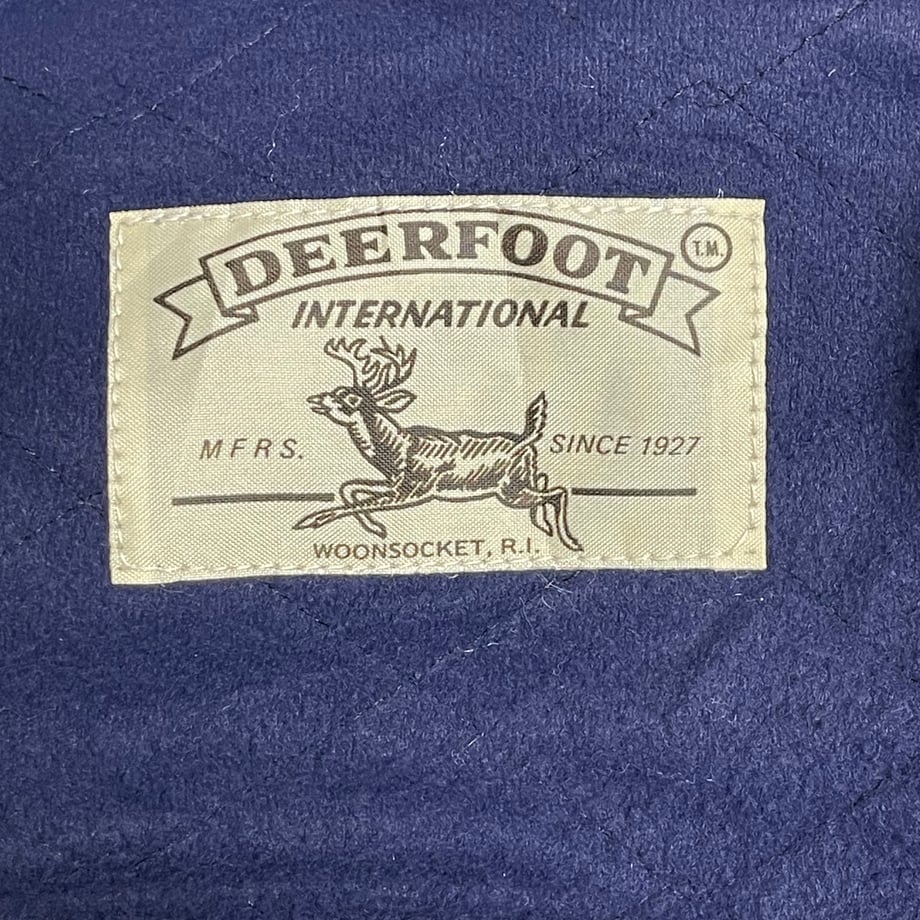 DEERFOOT T.M.
INTERNATIONAL
MFRS. SINCE 1927
WOONSOCKET, R.I.